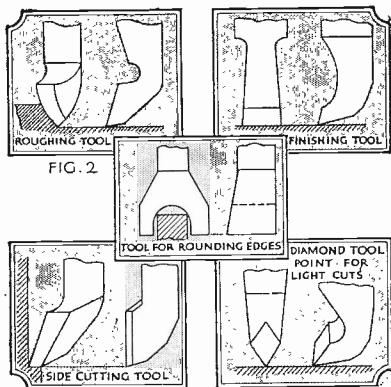 ROUGHING TOOL
FINISHING TOOL
FIG. 2
TOOL FOR ROUNDING EDGES
DIAMOND TOOL
POINT FOR
LIGHT CUTS
SIDE CUTTING TOOL